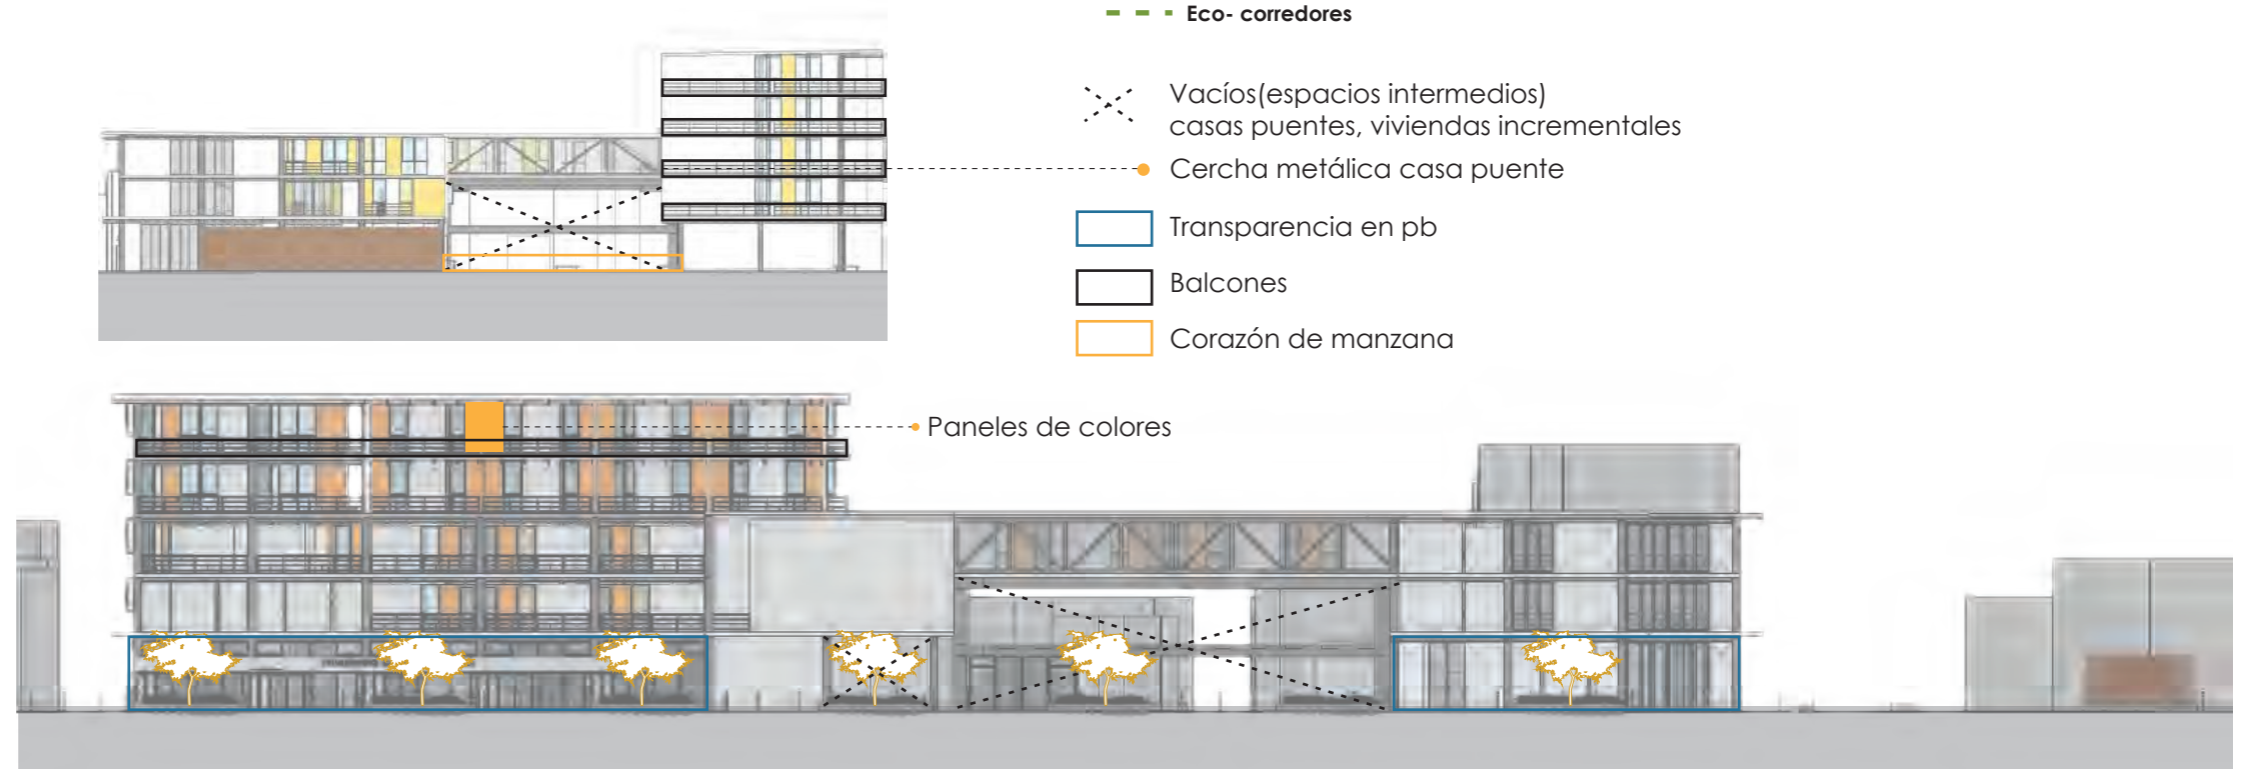 Eco- corredores
Vacíos(espacios intermedios)
casas puentes, viviendas incrementales
Cercha metálica casa puente
Transparencia en pb
Balcones
Corazón de manzana
Paneles de colores